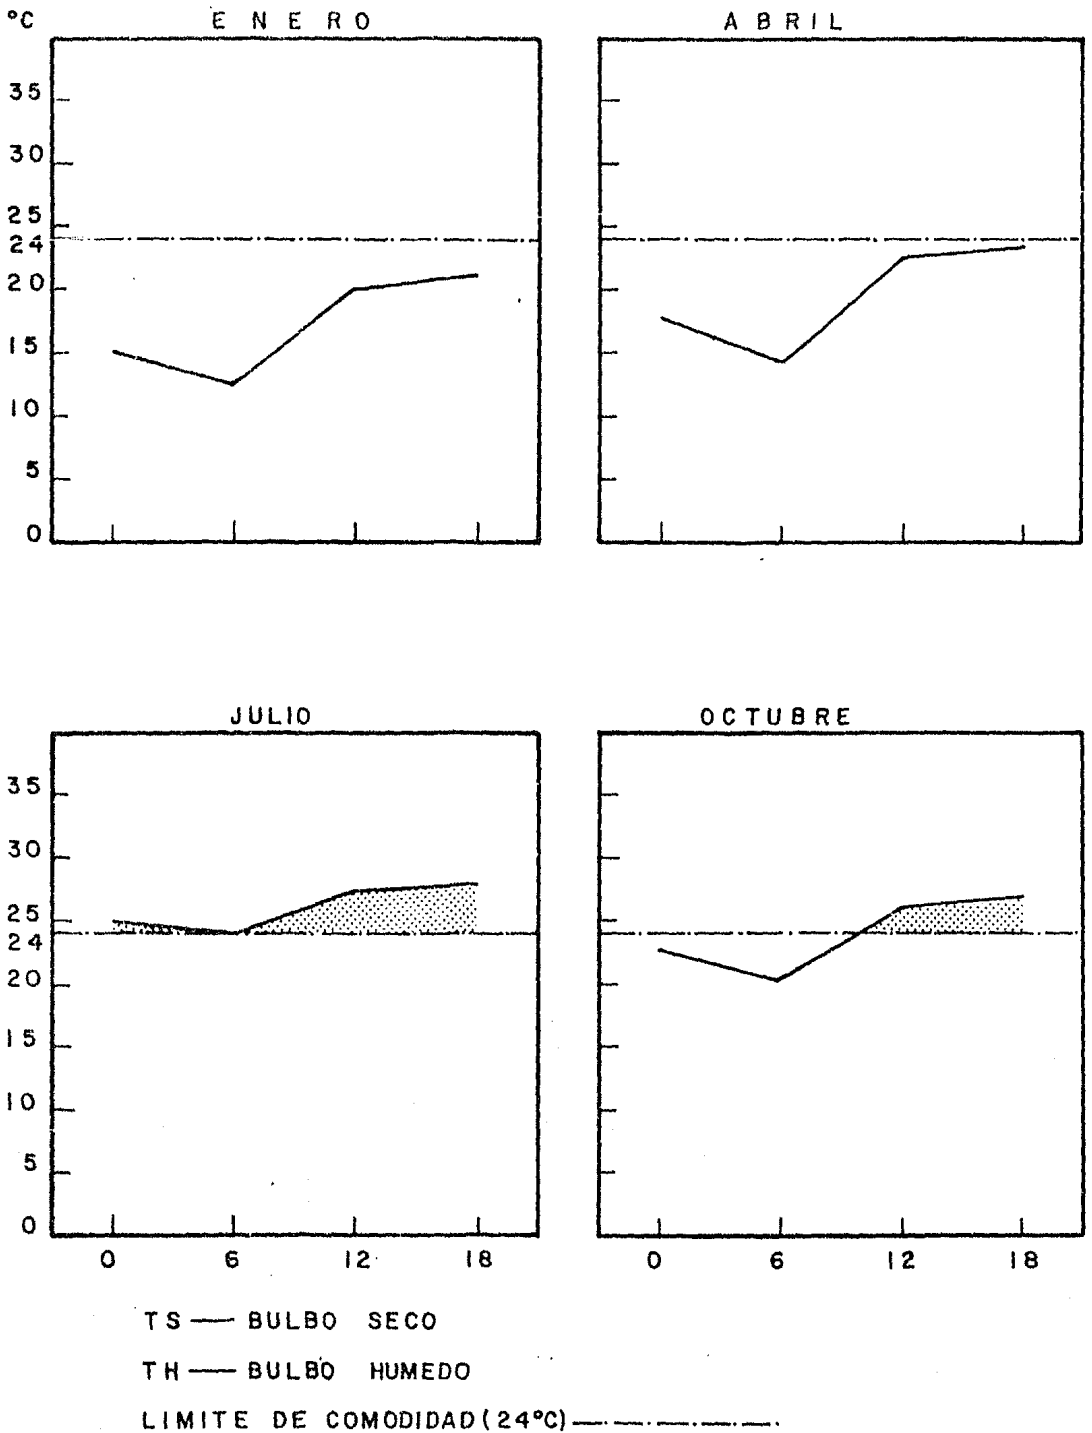 °C
ENERO
ABRIL
35
30
25
24
20
15
10
5
0
JULIO
OCTUBRE
35
30
25
24
20
15
10
5
0
0 6 12 18
0 6 12 18
TS — BULBO SECO
TH — BULBO HUMEDO
LIMITE DE COMODIDAD (24°C)